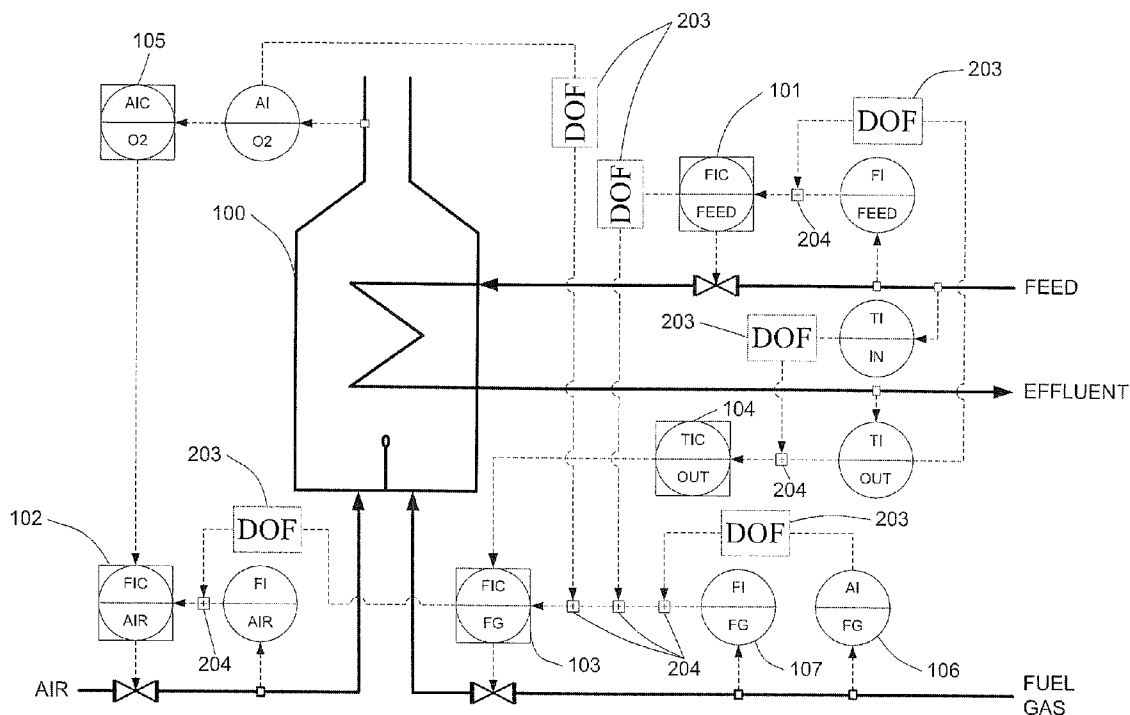 203
105
203
101
AIC
O2
AI
O2
DOF
DOF
DOF
FIC
FEED
FI
FEED
204
100
FEED
203
DOF
TI
IN
EFFLUENT
104
TIC
OUT
TI
OUT
204
203
DOF
203
DOF
102
FIC
AIR
FI
AIR
204
FIC
FG
103
FI
FG
AI
FG
204
107
106
AIR
FUEL
GAS